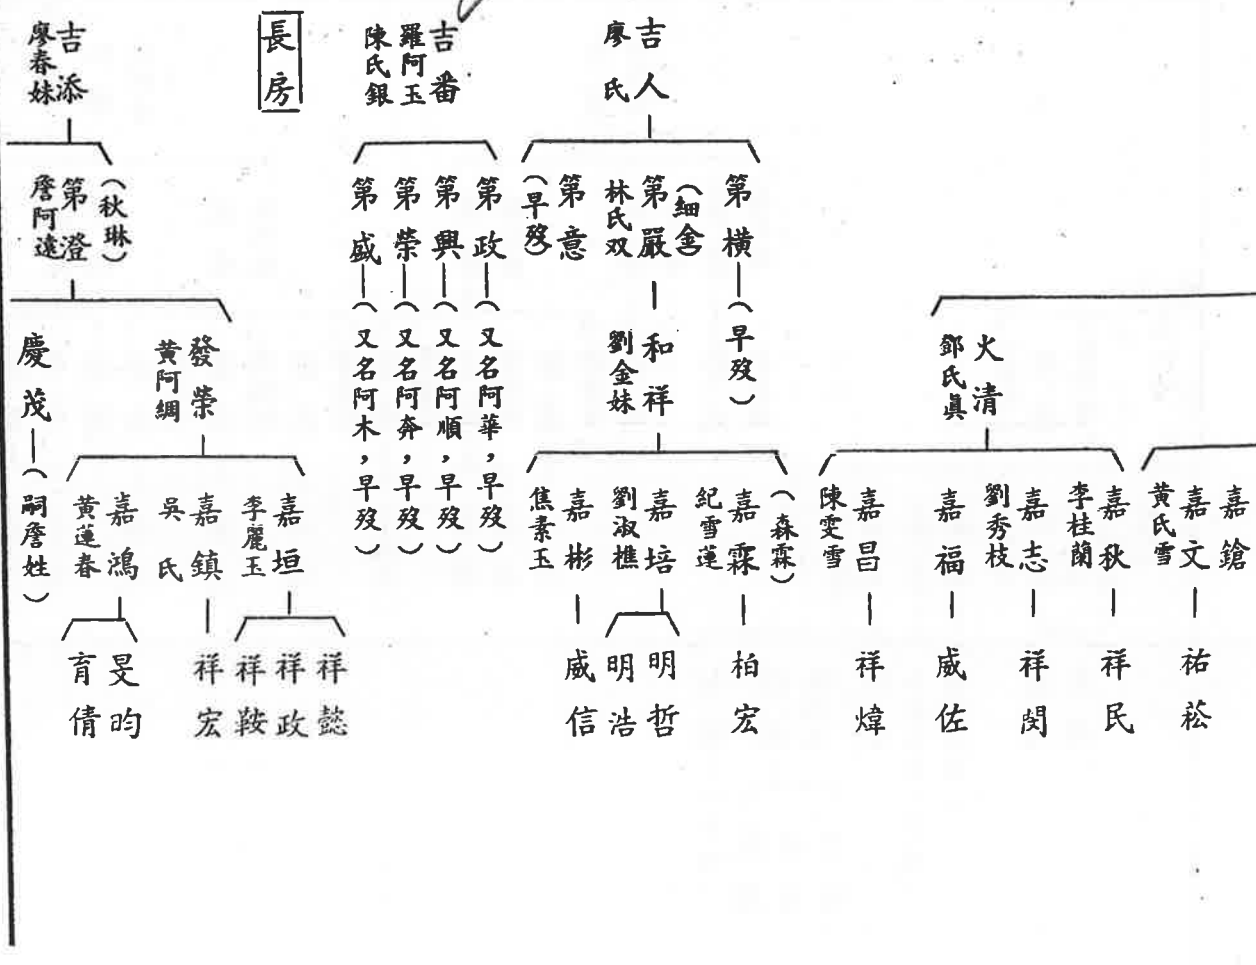 吉人
廖氏
吉番
羅阿玉
陳氏銀
長房
吉添
廖春妹
第橫
(細金)
第嚴
林氏双
第意
(早歿)
第政
第興
第榮
第盛
(秋琳)
第澄
詹阿遠
火清
鄧氏眞
(早歿)
和祥
劉金妹
(又名阿華,早歿)
(又名阿順,早歿)
(又名阿奔,早歿)
(又名阿木,早歿)
發榮
黃阿綢
慶茂
(嗣詹姓)
嘉鎗
嘉文
黃氏雪
嘉秋
李桂蘭
嘉志
劉秀枝
嘉福
嘉昌
陳雯雪
(森霖)
嘉霖
紀雪蓮
嘉培
劉淑樵
嘉彬
焦素玉
嘉垣
李麗玉
嘉鎮
吳氏
嘉鴻
黃蓮春
祐菘
祥民
祥閔
威佐
祥煒
柏宏
明哲
明浩
威信
祥懿
祥政
祥鞍
祥宏
旻昀
育倩